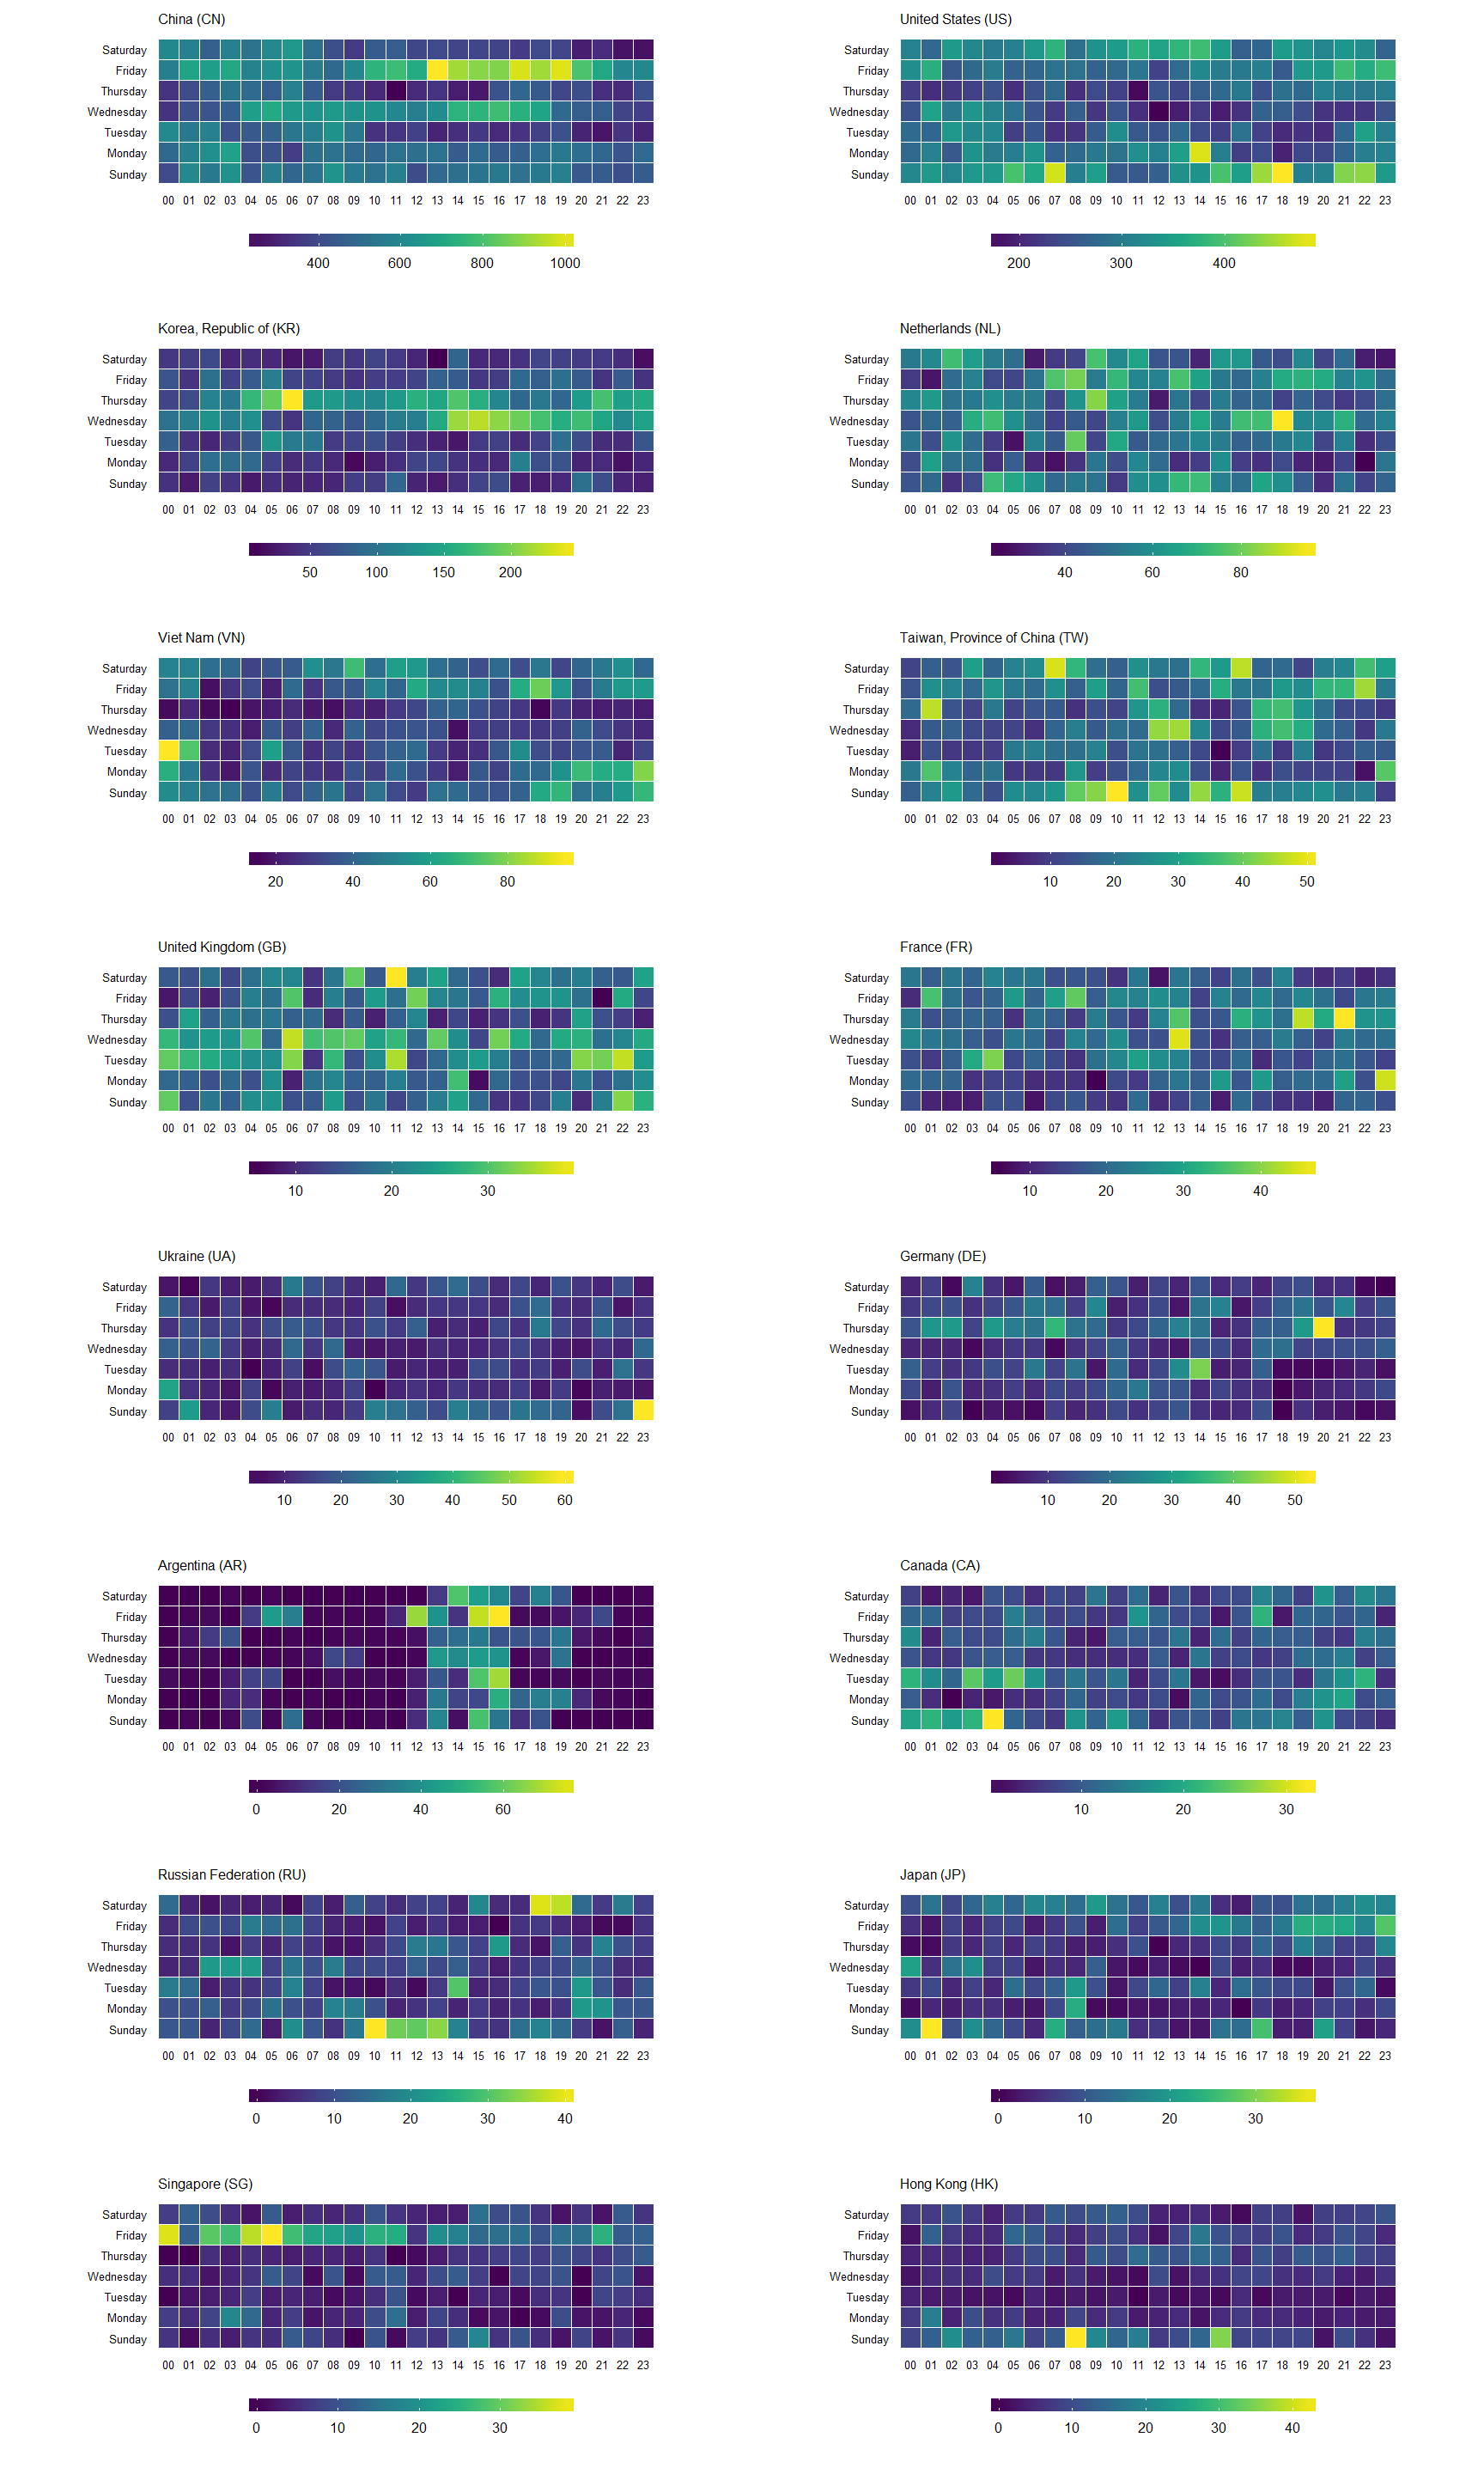 China (CN)
Saturday
Friday
Thursday
Wednesday
Tuesday
Monday
Sunday
00 01 02 03 04 05 06 07 08 09 10 11 12 13 14 15 16 17 18 19 20 21 22 23
400 600 800 1000
United States (US)
Saturday
Friday
Thursday
Wednesday
Tuesday
Monday
Sunday
00 01 02 03 04 05 06 07 08 09 10 11 12 13 14 15 16 17 18 19 20 21 22 23
200 300 400
Korea, Republic of (KR)
Saturday
Friday
Thursday
Wednesday
Tuesday
Monday
Sunday
00 01 02 03 04 05 06 07 08 09 10 11 12 13 14 15 16 17 18 19 20 21 22 23
50 100 150 200
Netherlands (NL)
Saturday
Friday
Thursday
Wednesday
Tuesday
Monday
Sunday
00 01 02 03 04 05 06 07 08 09 10 11 12 13 14 15 16 17 18 19 20 21 22 23
40 60 80
Viet Nam (VN)
Saturday
Friday
Thursday
Wednesday
Tuesday
Monday
Sunday
00 01 02 03 04 05 06 07 08 09 10 11 12 13 14 15 16 17 18 19 20 21 22 23
20 40 60 80
Taiwan, Province of China (TW)
Saturday
Friday
Thursday
Wednesday
Tuesday
Monday
Sunday
00 01 02 03 04 05 06 07 08 09 10 11 12 13 14 15 16 17 18 19 20 21 22 23
10 20 30 40 50
United Kingdom (GB)
Saturday
Friday
Thursday
Wednesday
Tuesday
Monday
Sunday
00 01 02 03 04 05 06 07 08 09 10 11 12 13 14 15 16 17 18 19 20 21 22 23
10 20 30
France (FR)
Saturday
Friday
Thursday
Wednesday
Tuesday
Monday
Sunday
00 01 02 03 04 05 06 07 08 09 10 11 12 13 14 15 16 17 18 19 20 21 22 23
10 20 30 40
Ukraine (UA)
Saturday
Friday
Thursday
Wednesday
Tuesday
Monday
Sunday
00 01 02 03 04 05 06 07 08 09 10 11 12 13 14 15 16 17 18 19 20 21 22 23
10 20 30 40 50 60
Germany (DE)
Saturday
Friday
Thursday
Wednesday
Tuesday
Monday
Sunday
00 01 02 03 04 05 06 07 08 09 10 11 12 13 14 15 16 17 18 19 20 21 22 23
10 20 30 40 50
Argentina (AR)
Saturday
Friday
Thursday
Wednesday
Tuesday
Monday
Sunday
00 01 02 03 04 05 06 07 08 09 10 11 12 13 14 15 16 17 18 19 20 21 22 23
0 20 40 60
Canada (CA)
Saturday
Friday
Thursday
Wednesday
Tuesday
Monday
Sunday
00 01 02 03 04 05 06 07 08 09 10 11 12 13 14 15 16 17 18 19 20 21 22 23
10 20 30
Russian Federation (RU)
Saturday
Friday
Thursday
Wednesday
Tuesday
Monday
Sunday
00 01 02 03 04 05 06 07 08 09 10 11 12 13 14 15 16 17 18 19 20 21 22 23
0 10 20 30 40
Japan (JP)
Saturday
Friday
Thursday
Wednesday
Tuesday
Monday
Sunday
00 01 02 03 04 05 06 07 08 09 10 11 12 13 14 15 16 17 18 19 20 21 22 23
0 10 20 30
Singapore (SG)
Saturday
Friday
Thursday
Wednesday
Tuesday
Monday
Sunday
00 01 02 03 04 05 06 07 08 09 10 11 12 13 14 15 16 17 18 19 20 21 22 23
0 10 20 30
Hong Kong (HK)
Saturday
Friday
Thursday
Wednesday
Tuesday
Monday
Sunday
00 01 02 03 04 05 06 07 08 09 10 11 12 13 14 15 16 17 18 19 20 21 22 23
0 10 20 30 40